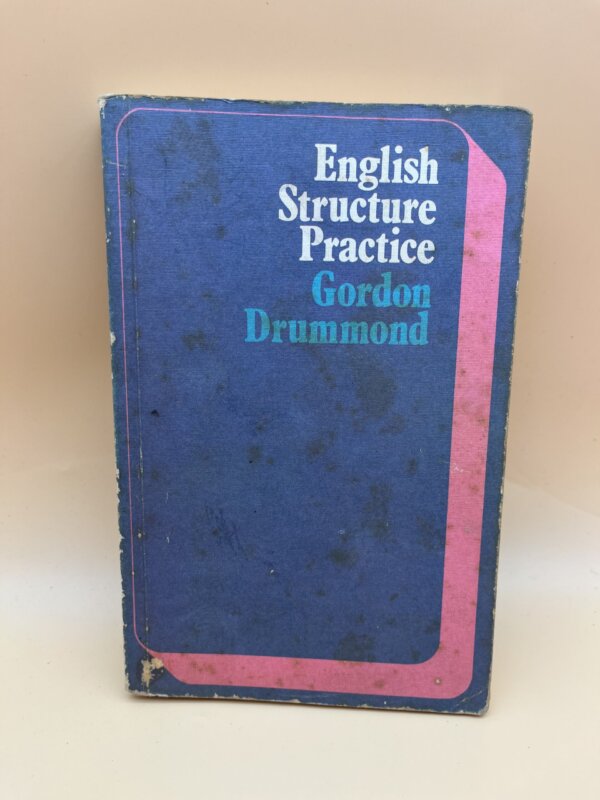 English
Structure
Practice
Gordon
Drummond